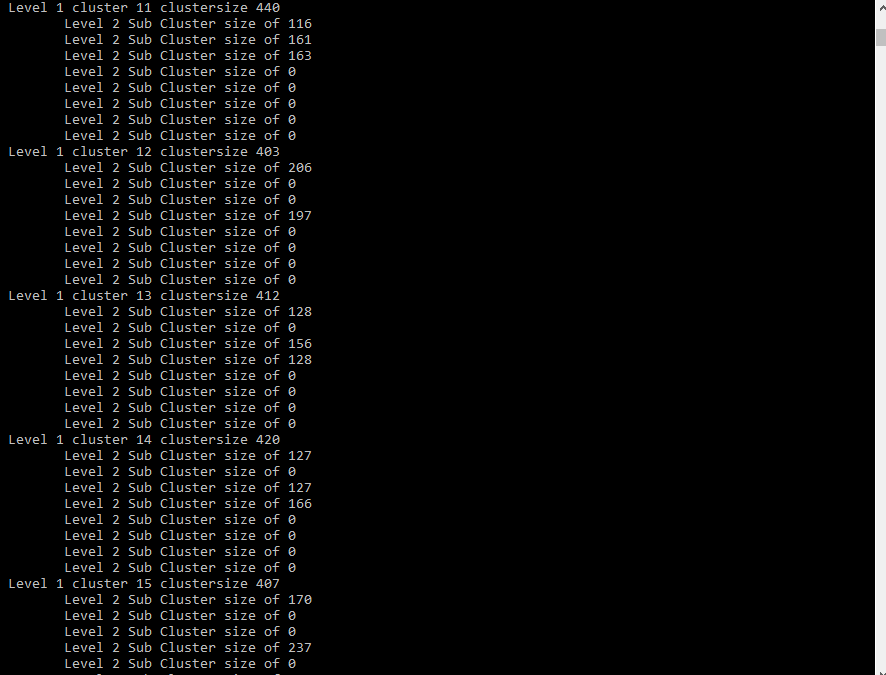 Level 1 cluster 11 clustersize 440
Level 2 Sub Cluster size of 116
Level 2 Sub Cluster size of 161
Level 2 Sub Cluster size of 163
Level 2 Sub Cluster size of 0
Level 2 Sub Cluster size of 0
Level 2 Sub Cluster size of 0
Level 2 Sub Cluster size of 0
Level 2 Sub Cluster size of 0
Level 1 cluster 12 clustersize 403
Level 2 Sub Cluster size of 206
Level 2 Sub Cluster size of 0
Level 2 Sub Cluster size of 0
Level 2 Sub Cluster size of 197
Level 2 Sub Cluster size of 0
Level 2 Sub Cluster size of 0
Level 2 Sub Cluster size of 0
Level 2 Sub Cluster size of 0
Level 1 cluster 13 clustersize 412
Level 2 Sub Cluster size of 128
Level 2 Sub Cluster size of 0
Level 2 Sub Cluster size of 156
Level 2 Sub Cluster size of 128
Level 2 Sub Cluster size of 0
Level 2 Sub Cluster size of 0
Level 2 Sub Cluster size of 0
Level 2 Sub Cluster size of 0
Level 1 cluster 14 clustersize 420
Level 2 Sub Cluster size of 127
Level 2 Sub Cluster size of 0
Level 2 Sub Cluster size of 127
Level 2 Sub Cluster size of 166
Level 2 Sub Cluster size of 0
Level 2 Sub Cluster size of 0
Level 2 Sub Cluster size of 0
Level 2 Sub Cluster size of 0
Level 1 cluster 15 clustersize 407
Level 2 Sub Cluster size of 170
Level 2 Sub Cluster size of 0
Level 2 Sub Cluster size of 0
Level 2 Sub Cluster size of 237
Level 2 Sub Cluster size of 0